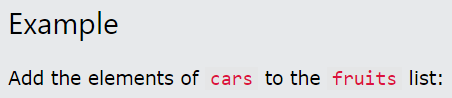 Example
Add the elements of cars to the fruits list: